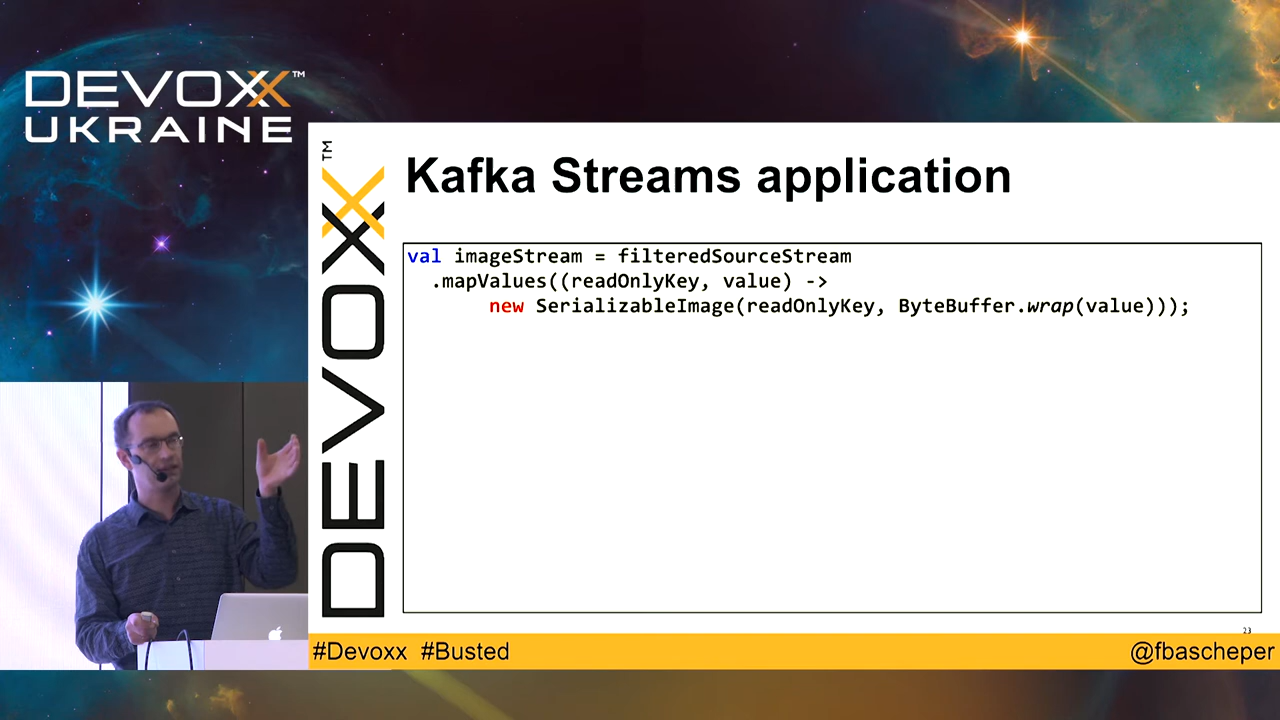 DEVOXX™
UKRAINE
DEVOXX™
Kafka Streams application
val imageStream = filteredSourceStream
.mapValues((readOnlyKey, value) ->
new SerializableImage(readOnlyKey, ByteBuffer.wrap(value)));
23
#Devoxx #Busted
@fbascheper